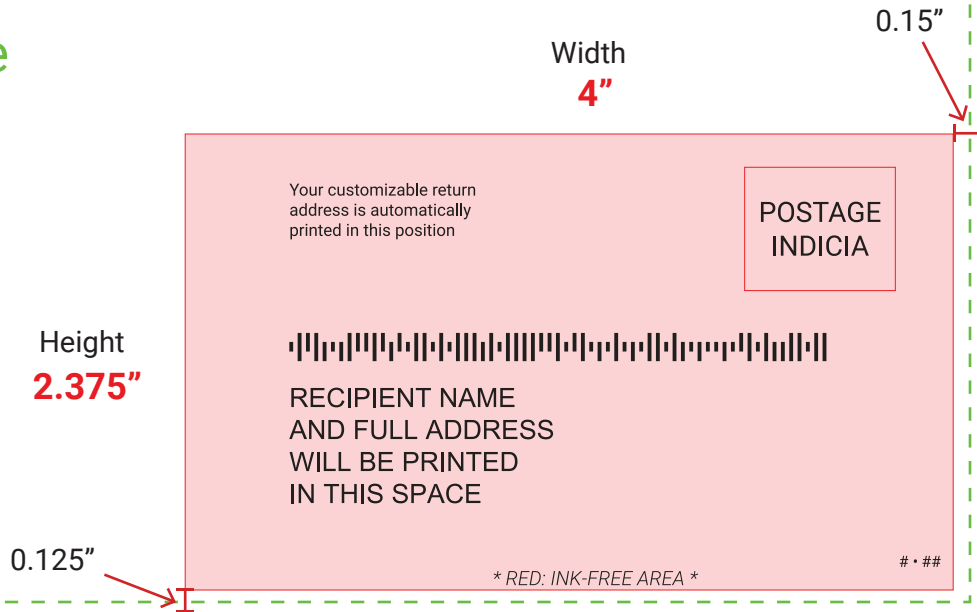 e
0.15”
Width
4”
Your customizable return
address is automatically
printed in this position
POSTAGE
INDICIA
Height
2.375”
RECIPIENT NAME
AND FULL ADDRESS
WILL BE PRINTED
IN THIS SPACE
0.125”
* RED: INK-FREE AREA *
# • ##